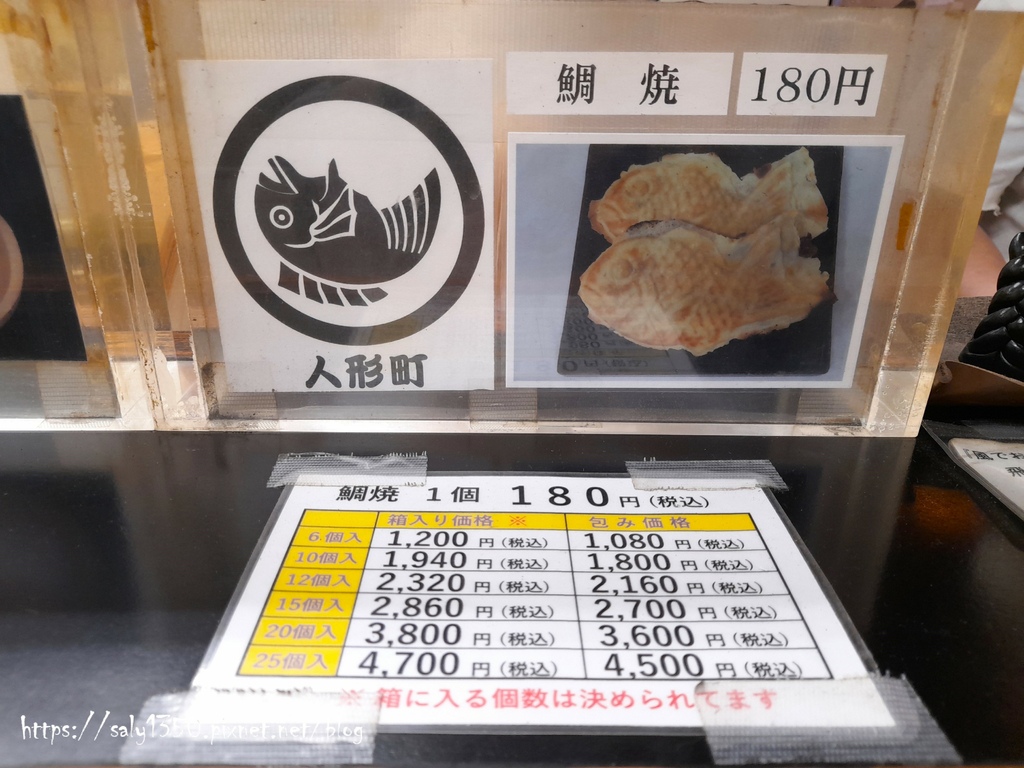 鯛焼 180円
人形町
鯛焼 1個 180円(税込)
箱入り価格 ※ 包み価格
6個入 1,200円(税込) 1,080円(税込)
10個入 1,940円(税込) 1,800円(税込)
12個入 2,320円(税込) 2,160円(税込)
15個入 2,860円(税込) 2,700円(税込)
20個入 3,800円(税込) 3,600円(税込)
25個入 4,700円(税込) 4,500円(税込)
※ 箱に入る個数は決められてます